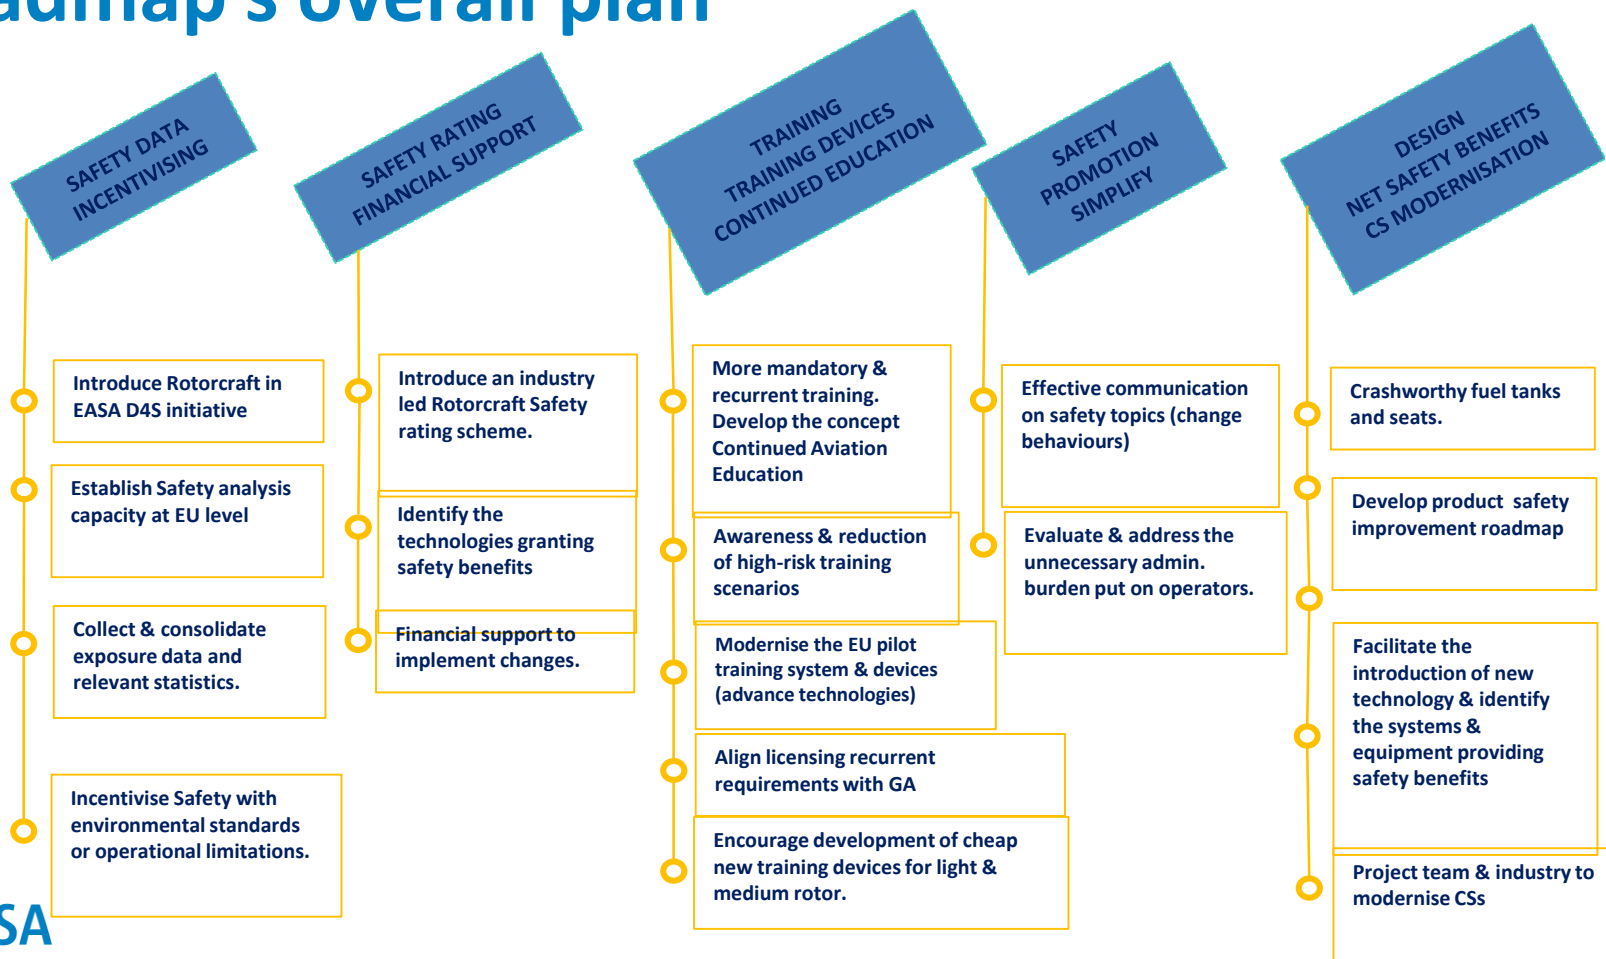 admap's overall plan
SAFETY DATA
INCENTIVISING
Introduce Rotorcraft in
EASA D4S initiative
Establish Safety analysis
capacity at EU level
Collect & consolidate
exposure data and
relevant statistics.
Incentivise Safety with
environmental standards
or operational limitations.
SAFETY RATING
FINANCIAL SUPPORT
Introduce an industry
led Rotorcraft Safety
rating scheme.
Identify the
technologies granting
safety benefits
Financial support to
implement changes.
TRAINING
TRAINING DEVICES
CONTINUED EDUCATION
More mandatory &
recurrent training.
Develop the concept
Continued Aviation
Education
Awareness & reduction
of high-risk training
scenarios
Modernise the EU pilot
training system & devices
(advance technologies)
Align licensing recurrent
requirements with GA
Encourage development of cheap
new training devices for light &
medium rotor.
SAFETY
PROMOTION
SIMPLIFY
Effective communication
on safety topics (change
behaviours)
Evaluate & address the
unnecessary admin.
burden put on operators.
DESIGN
NET SAFETY BENEFITS
CS MODERNISATION
Crashworthy fuel tanks
and seats.
Develop product safety
improvement roadmap
Facilitate the
introduction of new
technology & identify
the systems &
equipment providing
safety benefits
Project team & industry to
modernise CSs
SA